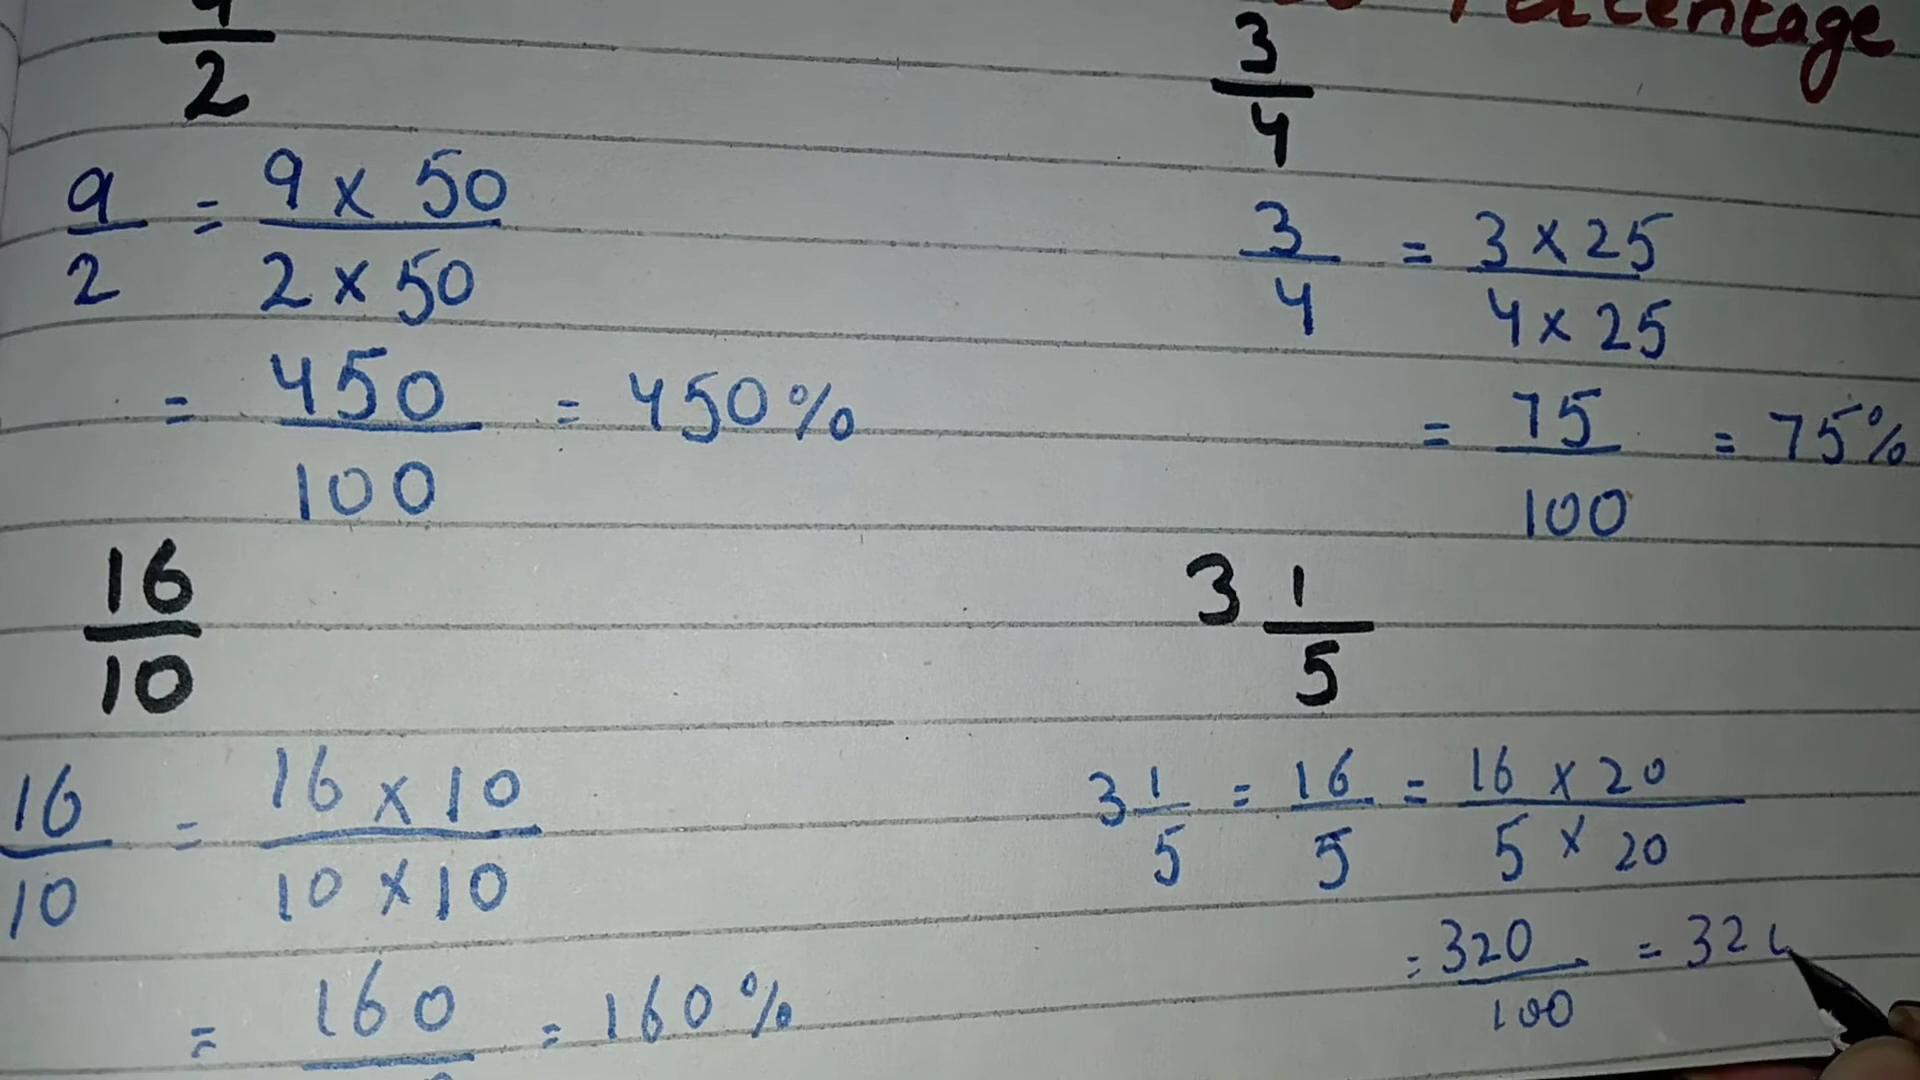 Percentage
9/2
3/4
9/2 = 9 x 50 / 2 x 50
3/4 = 3 x 25 / 4 x 25
= 450/100 = 450%
= 75/100 = 75%
16/10
3 1/5
16/10 = 16 x 10 / 10 x 10
3 1/5 = 16/5 = 16 x 20 / 5 x 20
= 320/100 = 32
= 160/ = 160%